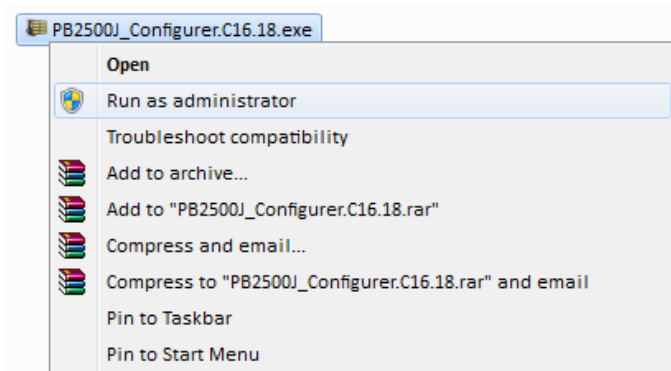 PB2500J_Configurer.C16.18.exe
Open
Run as administrator
Troubleshoot compatibility
Add to archive...
Add to "PB2500J_Configurer.C16.18.rar"
Compress and email...
Compress to "PB2500J_Configurer.C16.18.rar" and email
Pin to Taskbar
Pin to Start Menu